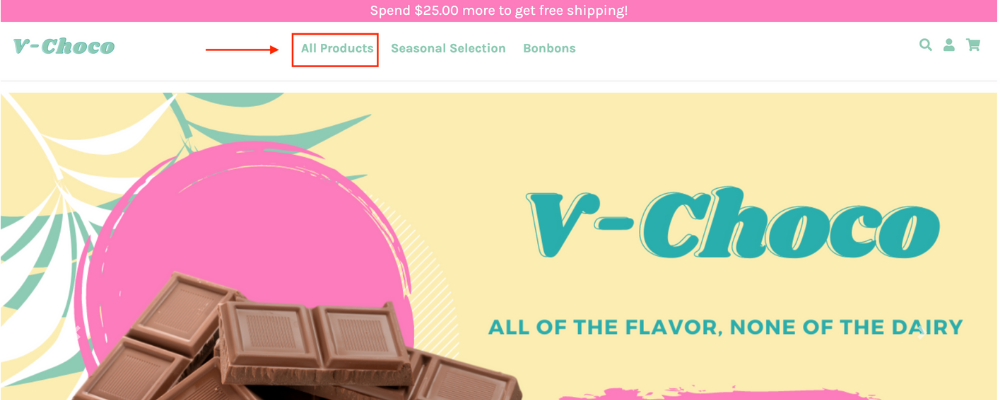 Spend $25.00 more to get free shipping!
V-Choco
All Products Seasonal Selection Bonbons
V-Choco
ALL OF THE FLAVOR, NONE OF THE DAIRY